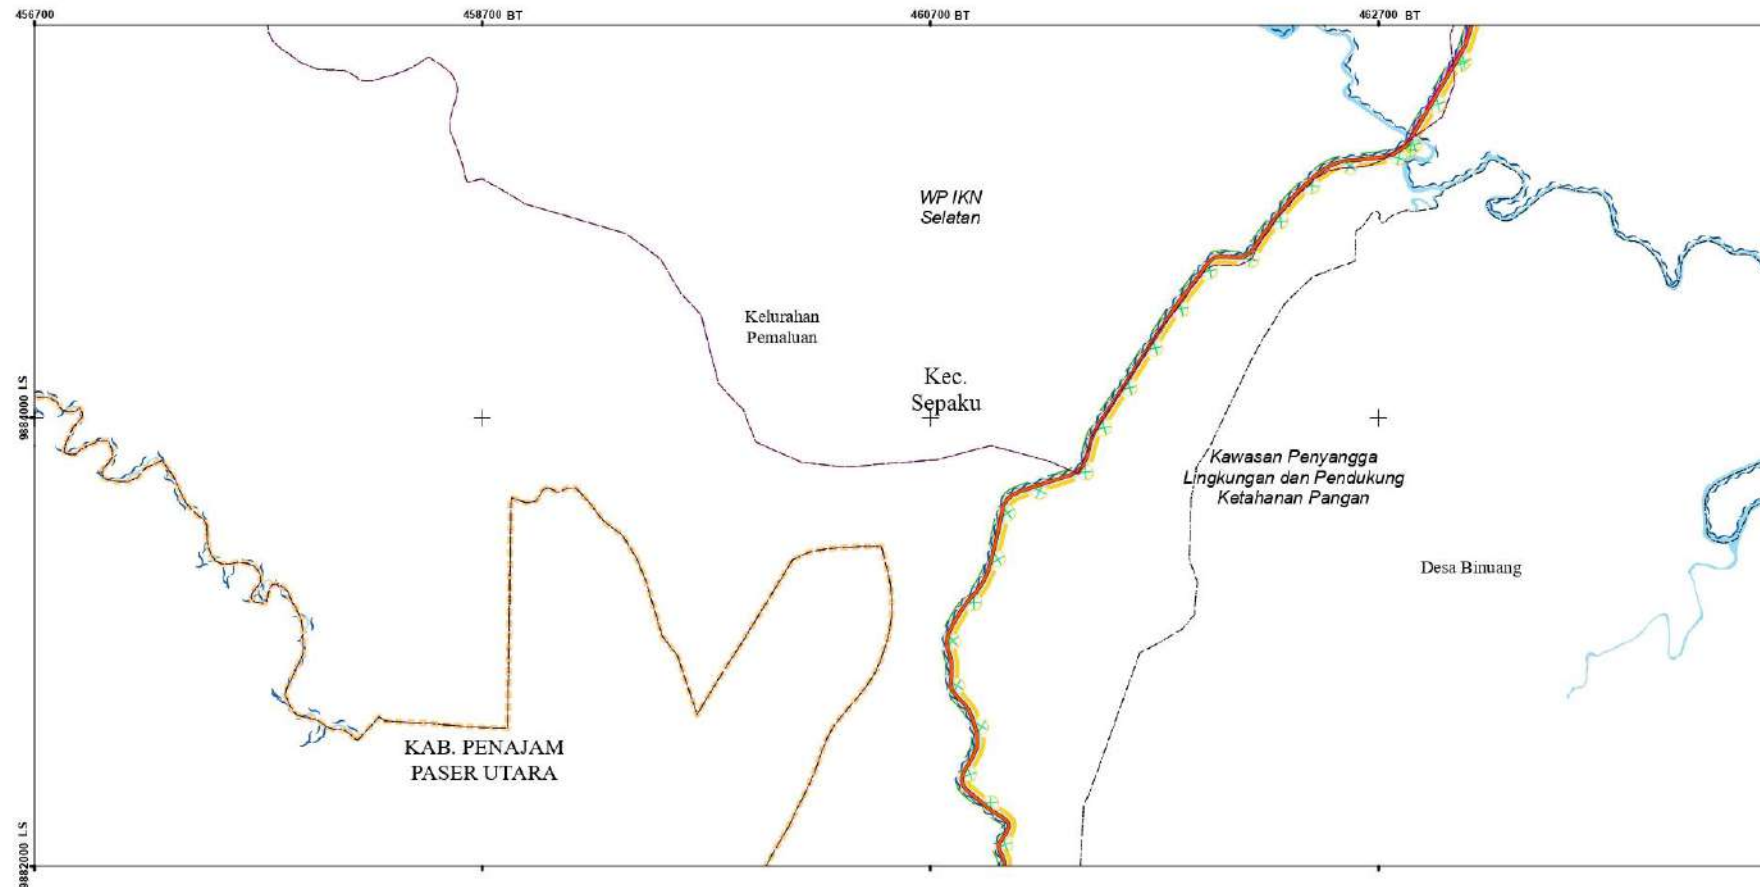 456700 BT
458700 BT
460700 BT
462700 BT
WP IKN
Selatan
Kelurahan
Pemaluan
Kec.
Sepaku
9884000 LS
Kawasan Penyangga
Lingkungan dan Pendukung
Ketahanan Pangan
Desa Binuang
KAB. PENAJAM
PASER UTARA
9882000 LS